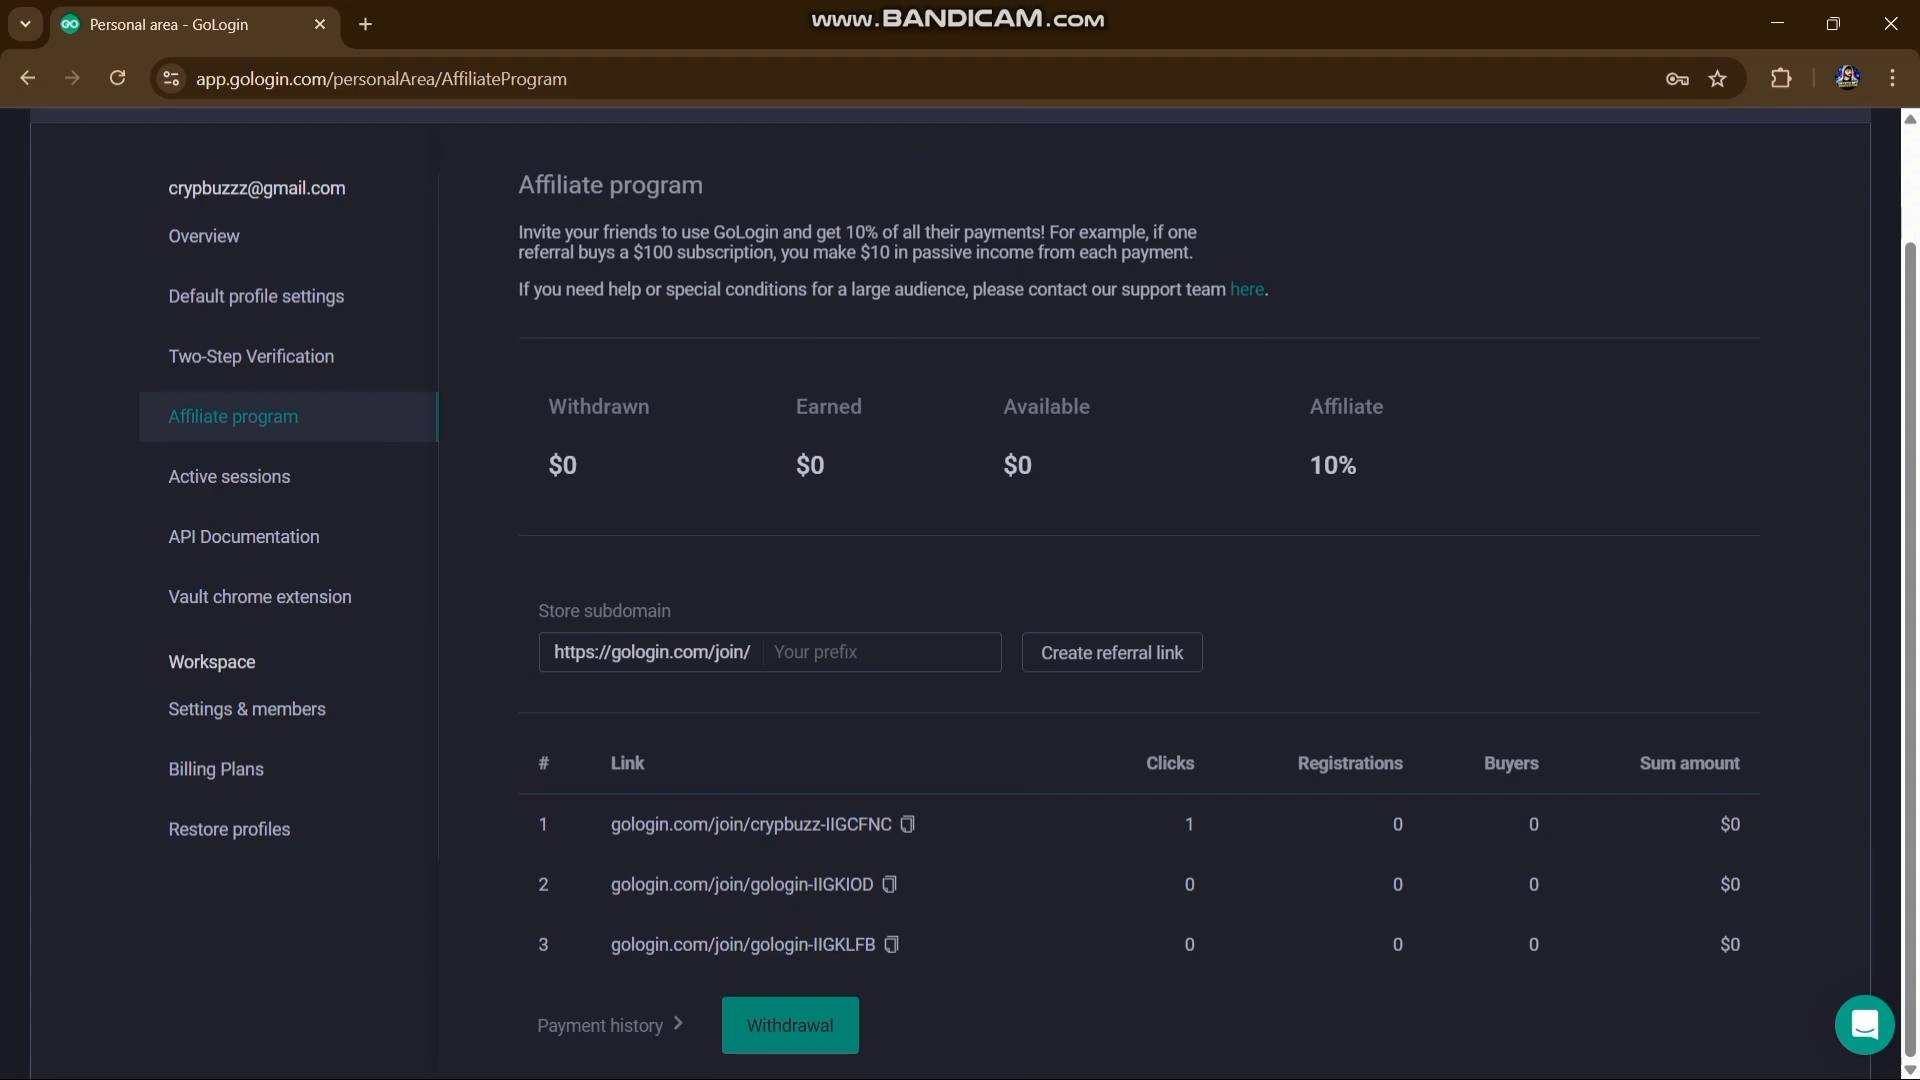 Personal area - GoLogin
www.BANDICAM.com
app.gologin.com/personalArea/AffiliateProgram
crypbuzzz@gmail.com
Overview
Default profile settings
Two-Step Verification
Affiliate program
Active sessions
API Documentation
Vault chrome extension
Workspace
Settings & members
Billing Plans
Restore profiles
Affiliate program
Invite your friends to use GoLogin and get 10% of all their payments! For example, if one
referral buys a $100 subscription, you make $10 in passive income from each payment.
If you need help or special conditions for a large audience, please contact our support team here.
Withdrawn Earned Available Affiliate
$0 $0 $0 10%
Store subdomain
https://gologin.com/join/ Your prefix Create referral link
# Link Clicks Registrations Buyers Sum amount
1 gologin.com/join/crypbuzz-IIGCFNC 1 0 0 $0
2 gologin.com/join/gologin-IIGKIOD 0 0 0 $0
3 gologin.com/join/gologin-IIGKLFB 0 0 0 $0
Payment history Withdrawal